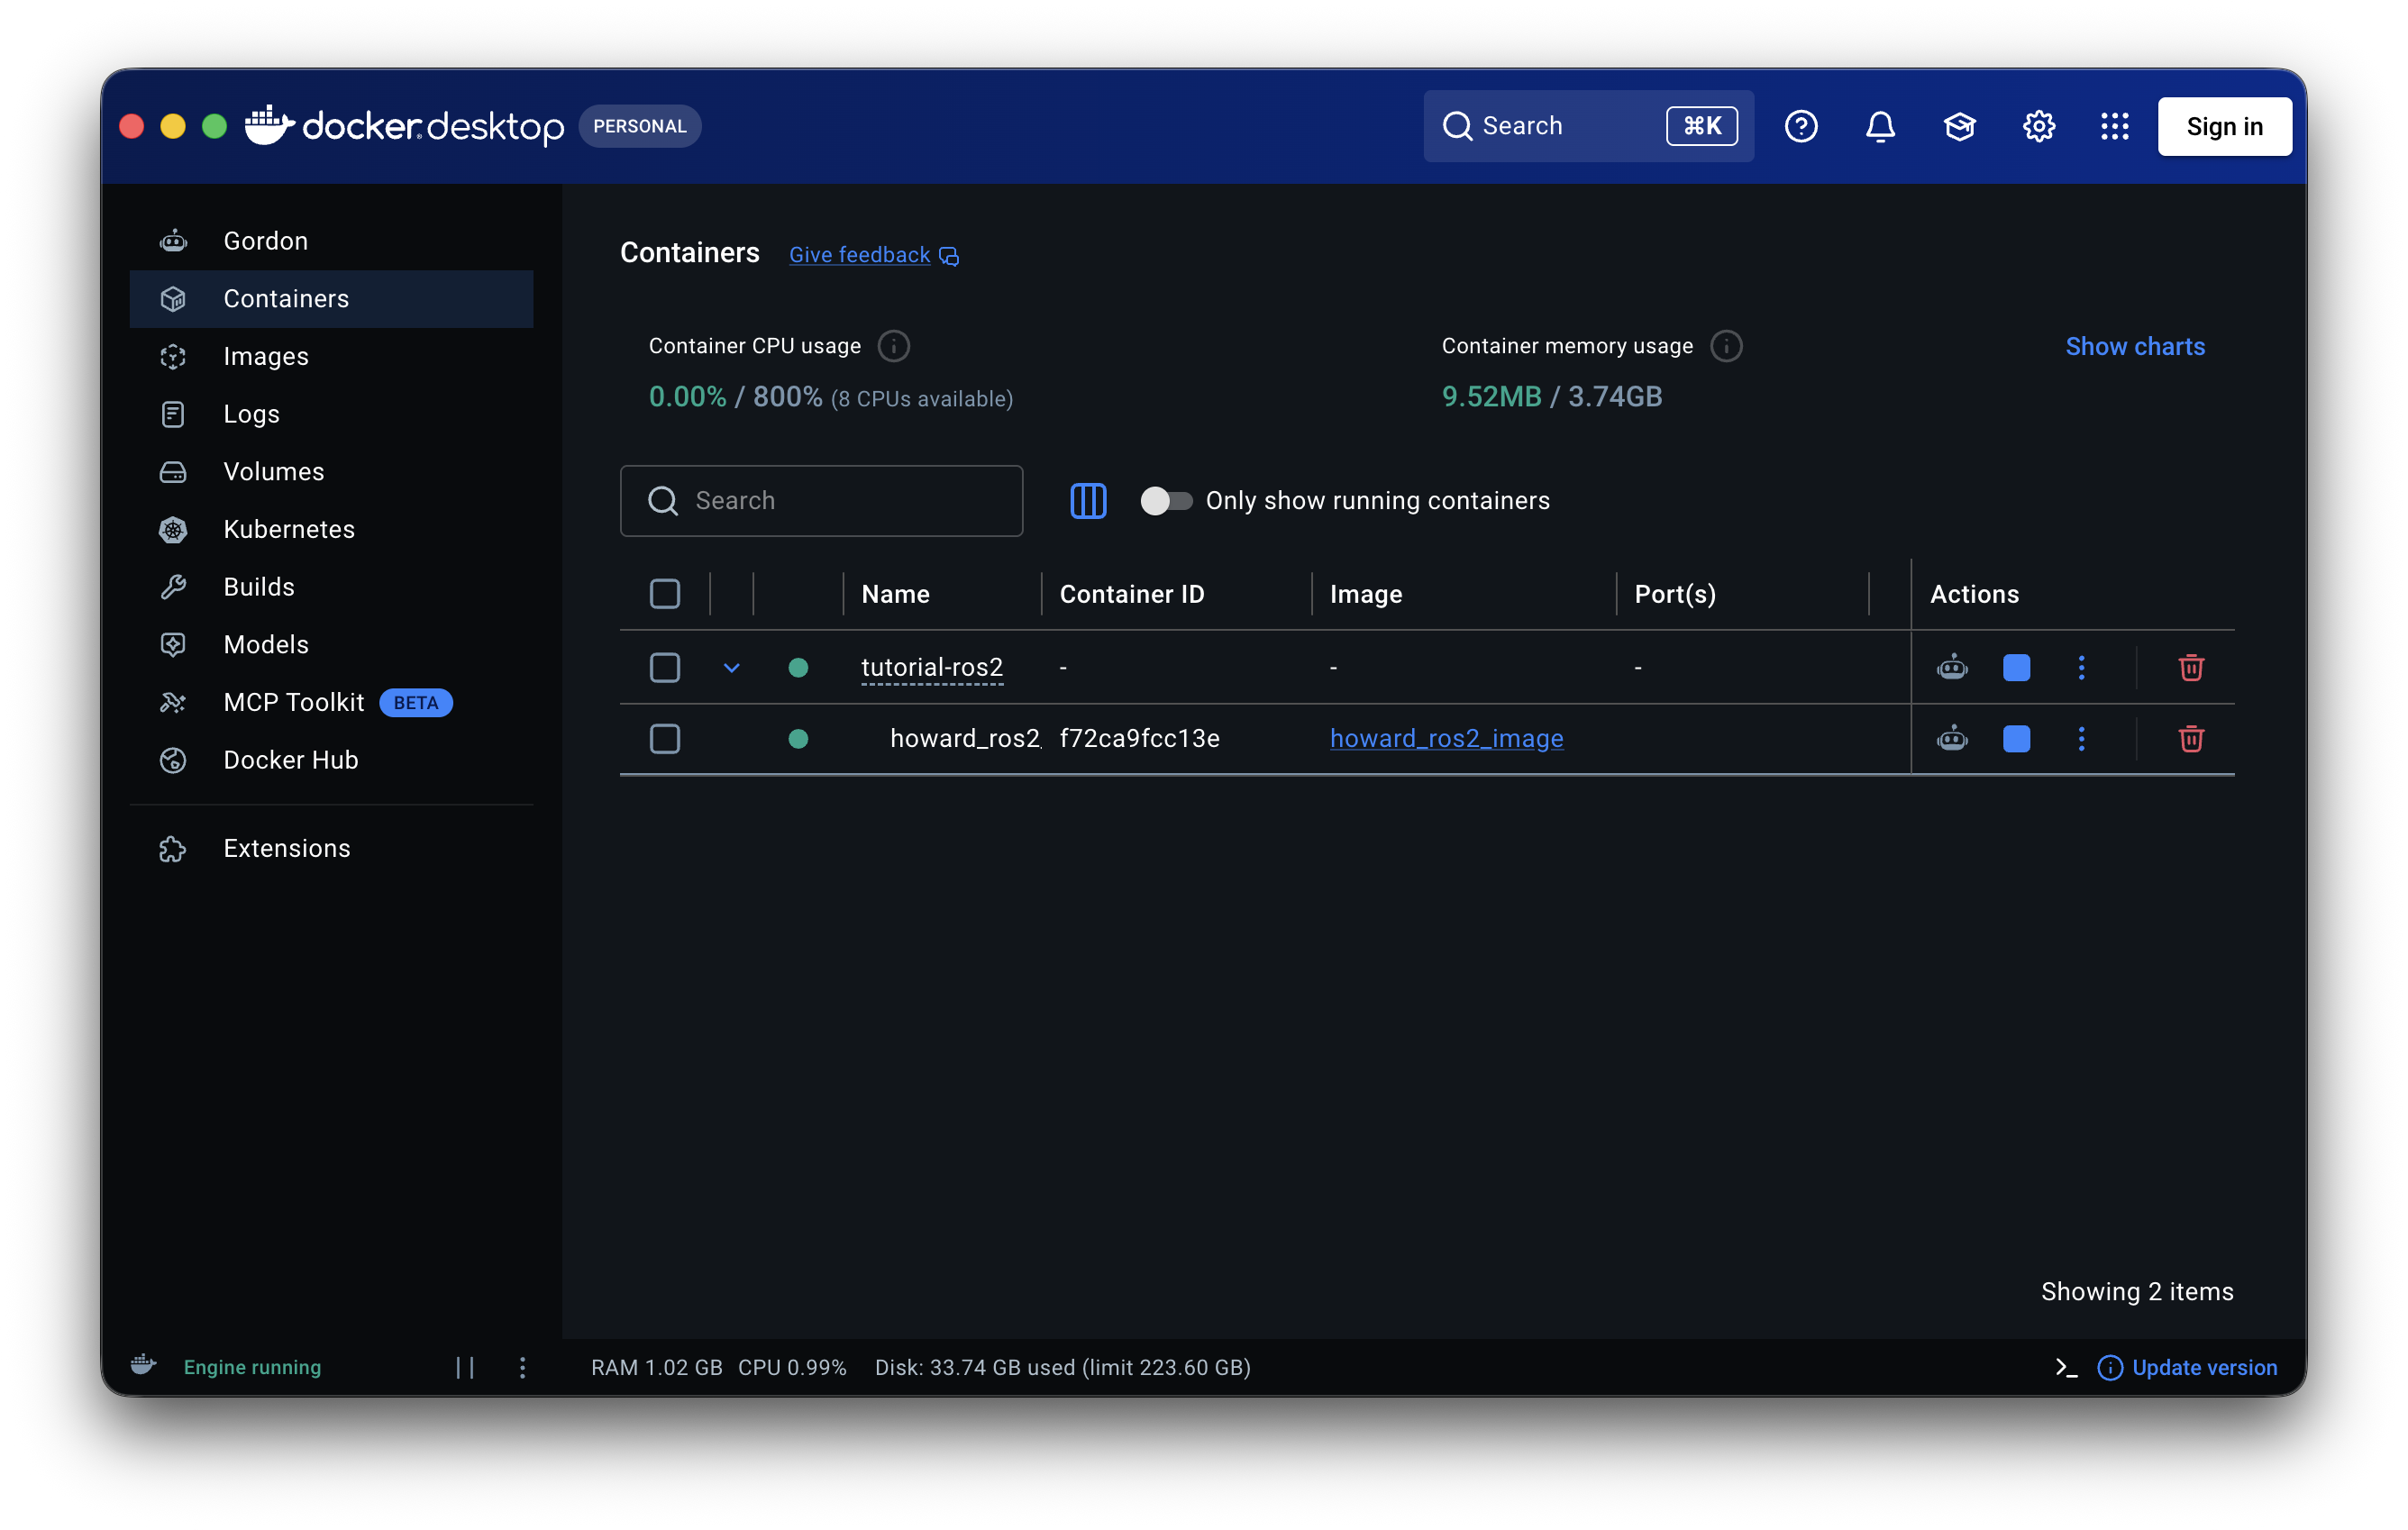 docker desktop PERSONAL Search ⌘K Sign in
Gordon
Containers
Images
Logs
Volumes
Kubernetes
Builds
Models
MCP Toolkit BETA
Docker Hub
Extensions
Containers Give feedback
Container CPU usage
0.00% / 800% (8 CPUs available)
Container memory usage
9.52MB / 3.74GB
Show charts
Search
Only show running containers
Name Container ID Image Port(s) Actions
tutorial-ros2 - - -
howard_ros2 f72ca9fcc13e howard_ros2_image
Showing 2 items
Engine running RAM 1.02 GB CPU 0.99% Disk: 33.74 GB used (limit 223.60 GB) Update version